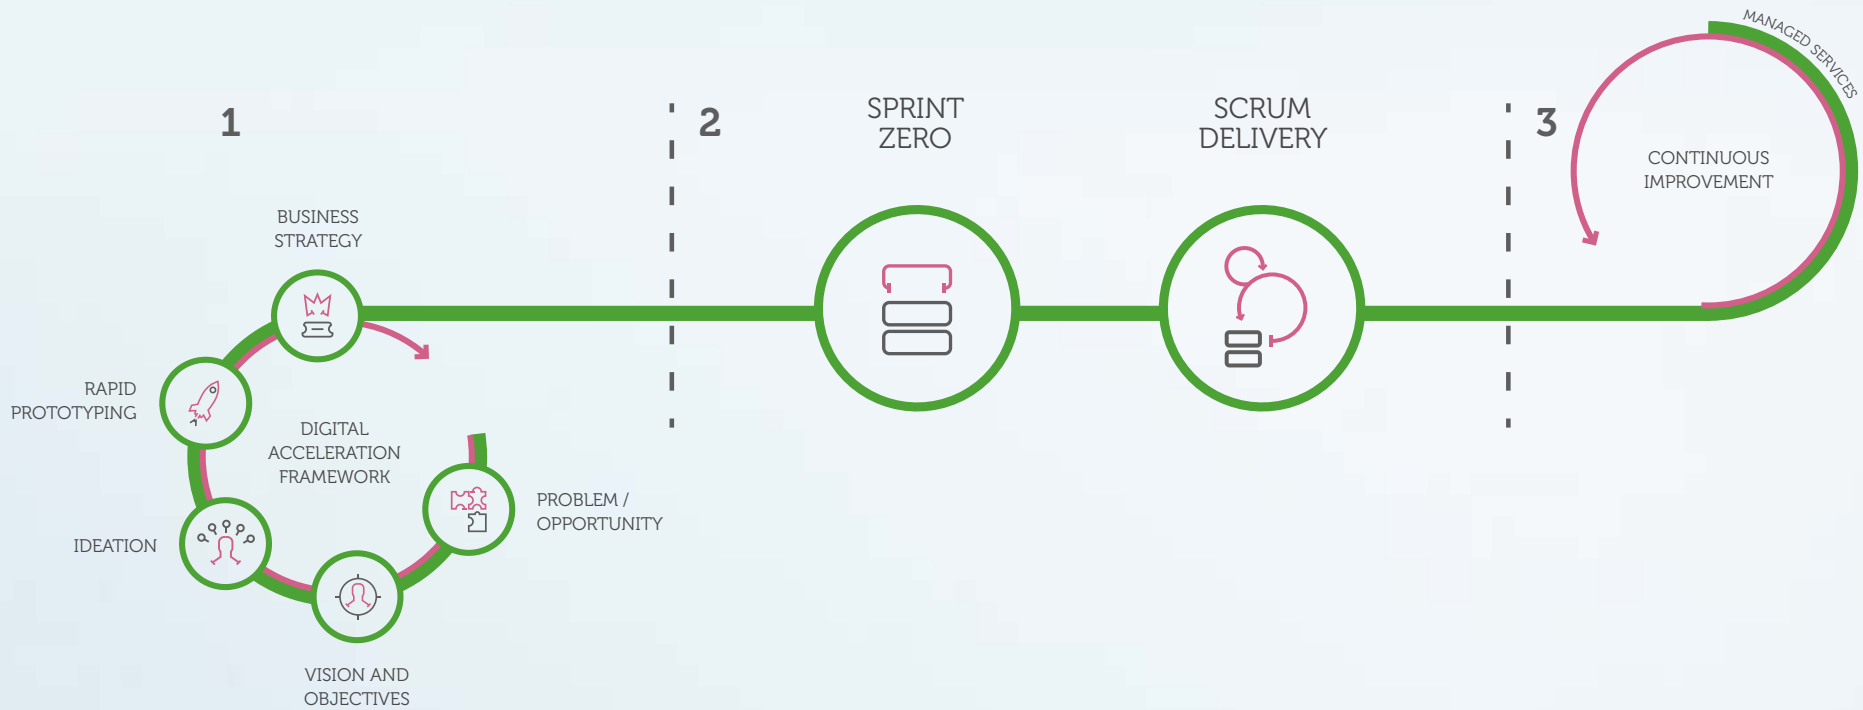 1
BUSINESS
STRATEGY
RAPID
PROTOTYPING
DIGITAL
ACCELERATION
FRAMEWORK
IDEATION
VISION AND
OBJECTIVES
PROBLEM /
OPPORTUNITY
2
SPRINT
ZERO
SCRUM
DELIVERY
3
CONTINUOUS
IMPROVEMENT
MANAGED SERVICES